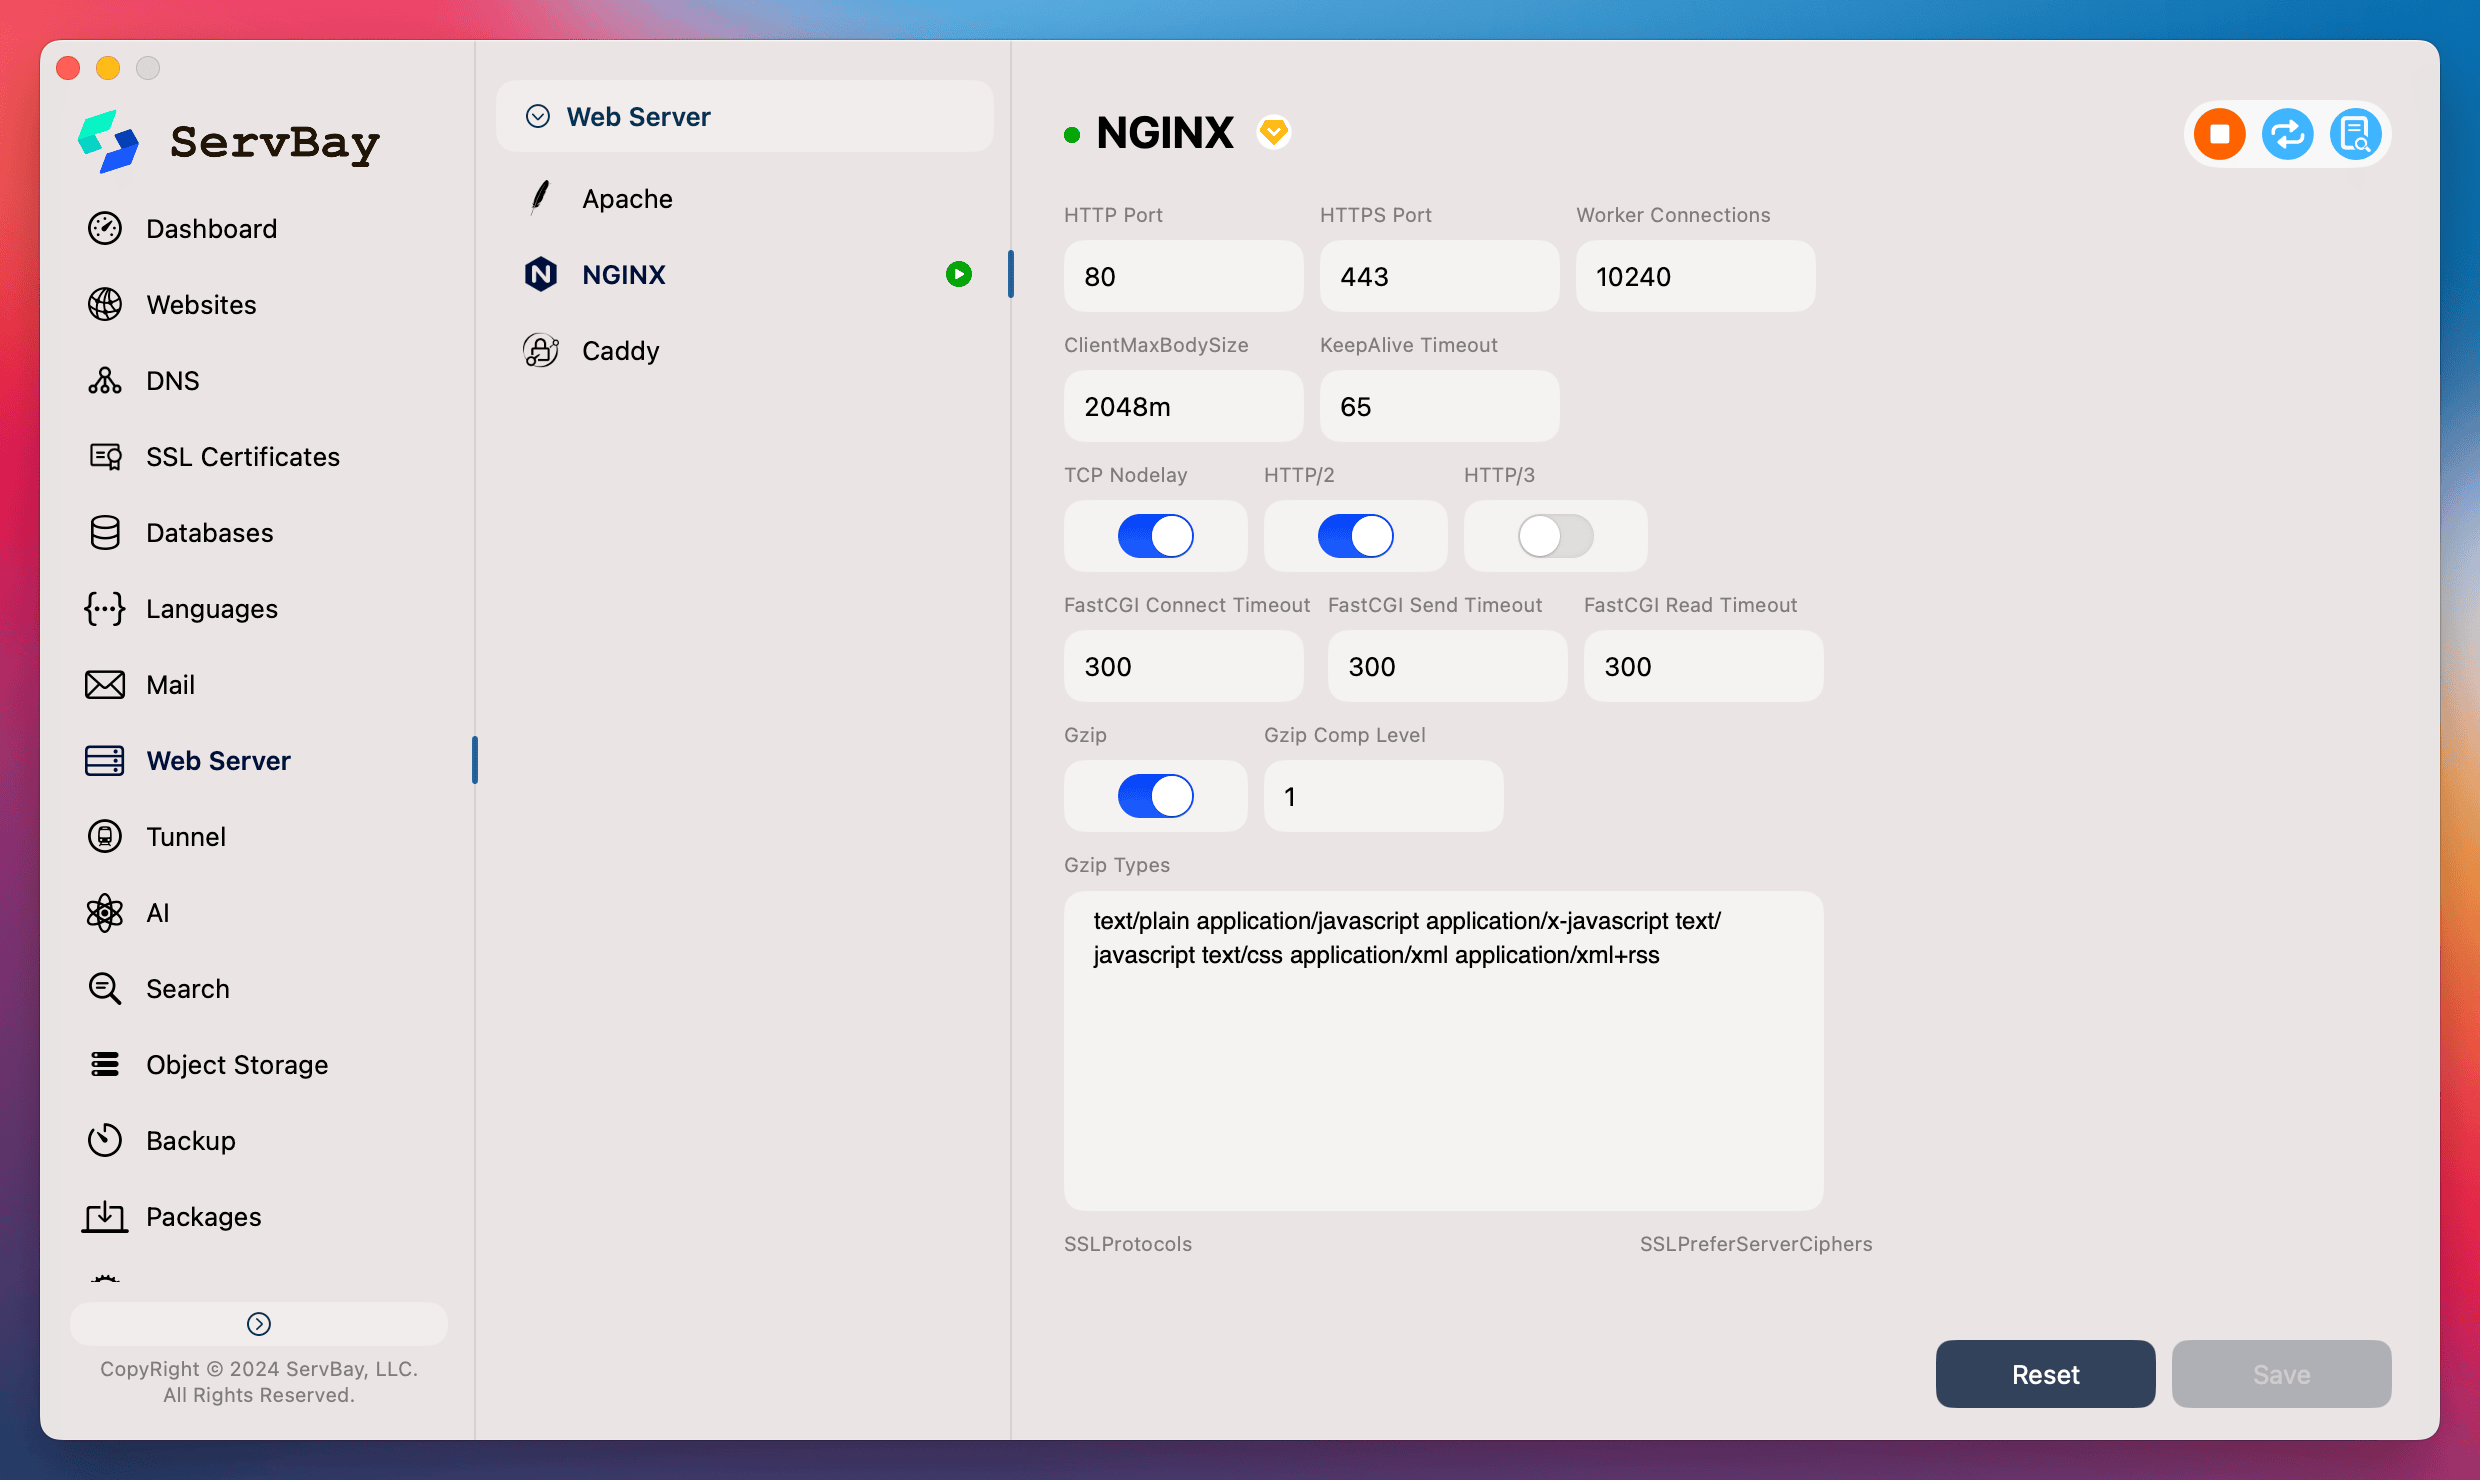 ServBay
Dashboard
Websites
DNS
SSL Certificates
Databases
Languages
Mail
Web Server
Tunnel
AI
Search
Object Storage
Backup
Packages
CopyRight © 2024 ServBay, LLC.
All Rights Reserved.
Web Server
Apache
NGINX
Caddy
NGINX
HTTP Port
HTTPS Port
Worker Connections
80
443
10240
ClientMaxBodySize
KeepAlive Timeout
2048m
65
TCP Nodelay
HTTP/2
HTTP/3
FastCGI Connect Timeout
FastCGI Send Timeout
FastCGI Read Timeout
300
300
300
Gzip
Gzip Comp Level
1
Gzip Types
text/plain application/javascript application/x-javascript text/
javascript text/css application/xml application/xml+rss
SSLProtocols
SSLPreferServerCiphers
Reset
Save